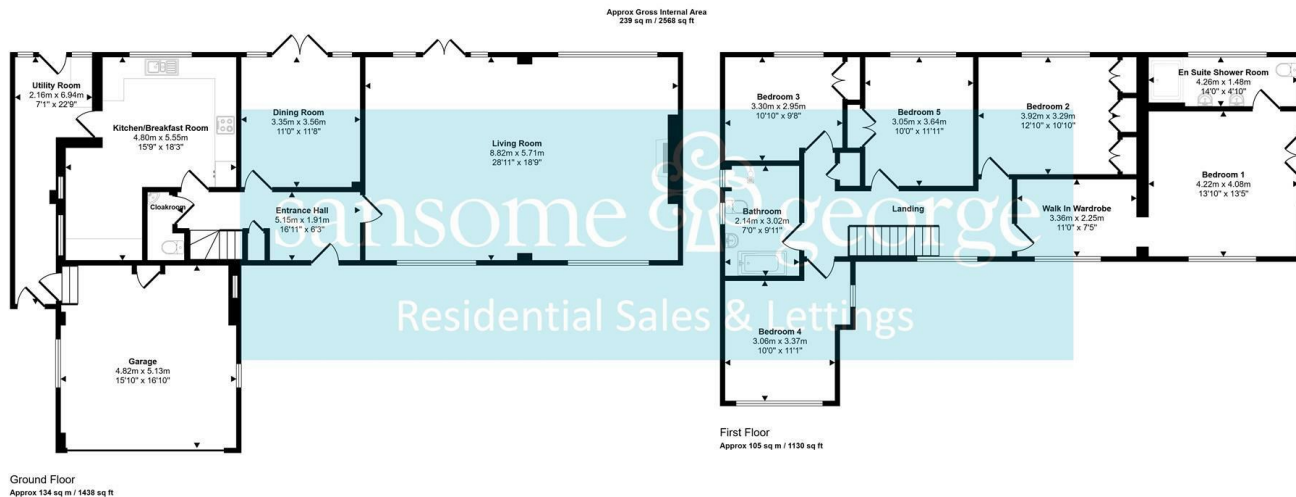 Approx Gross Internal Area
239 sq m / 2568 sq ft
Utility Room
2.16m x 6.94m
7'1" x 22'9"
Kitchen/Breakfast Room
4.80m x 5.55m
15'9" x 18'3"
Dining Room
3.35m x 3.56m
11'0" x 11'8"
Living Room
8.82m x 5.71m
28'11" x 18'9"
Cloakroom
Entrance Hall
5.15m x 1.91m
16'11" x 6'3"
Garage
4.82m x 5.13m
15'10" x 16'10"
Ground Floor
Approx 134 sq m / 1438 sq ft
Bedroom 3
3.30m x 2.95m
10'10" x 9'8"
Bedroom 5
3.05m x 3.64m
10'0" x 11'11"
Bedroom 2
3.92m x 3.29m
12'10" x 10'10"
En Suite Shower Room
4.26m x 1.48m
14'0" x 4'10"
Bedroom 1
4.22m x 4.08m
13'10" x 13'5"
Bathroom
2.14m x 3.02m
7'0" x 9'11"
Landing
Walk In Wardrobe
3.36m x 2.25m
11'0" x 7'5"
Bedroom 4
3.06m x 3.37m
10'0" x 11'1"
First Floor
Approx 105 sq m / 1130 sq ft
sansome george
Residential Sales & Lettings